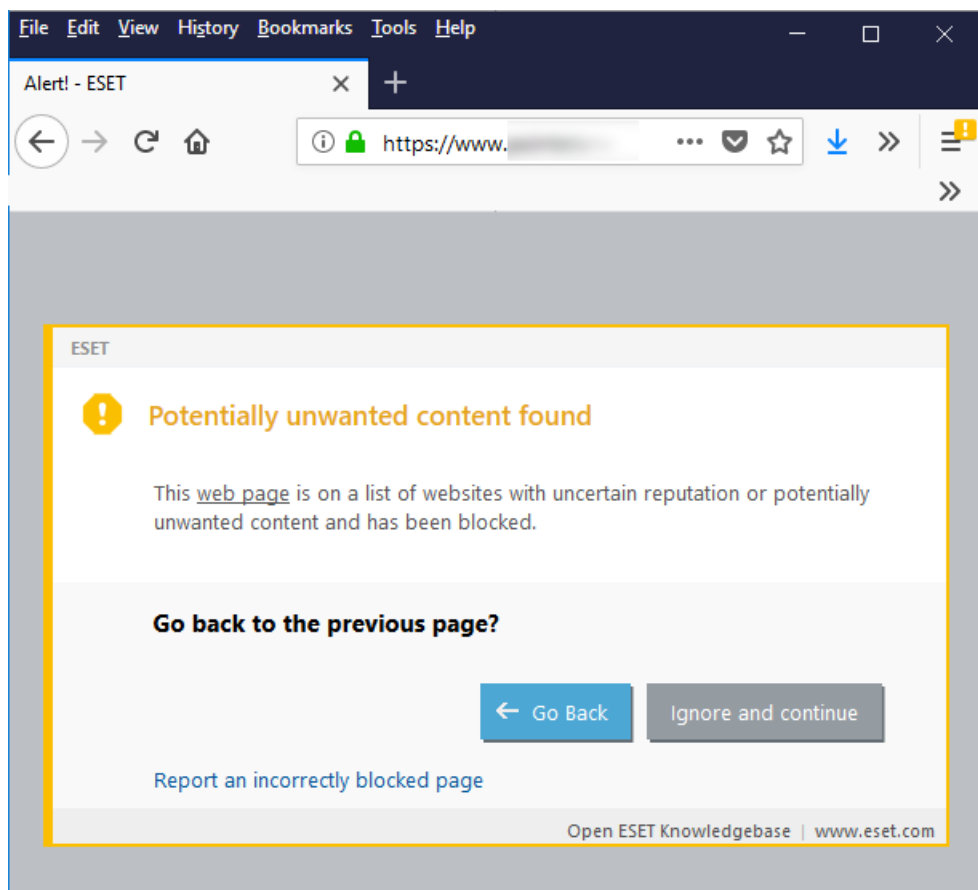 File Edit View History Bookmarks Tools Help
Alert! - ESET
https://www.
ESET
Potentially unwanted content found
This web page is on a list of websites with uncertain reputation or potentially
unwanted content and has been blocked.
Go back to the previous page?
Go Back Ignore and continue
Report an incorrectly blocked page
Open ESET Knowledgebase | www.eset.com